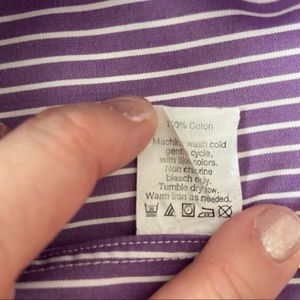 100% Cotton
Machine wash cold
gentle cycle,
with like colors.
Non chlorine
bleach only.
Tumble dry low.
Warm iron as needed.